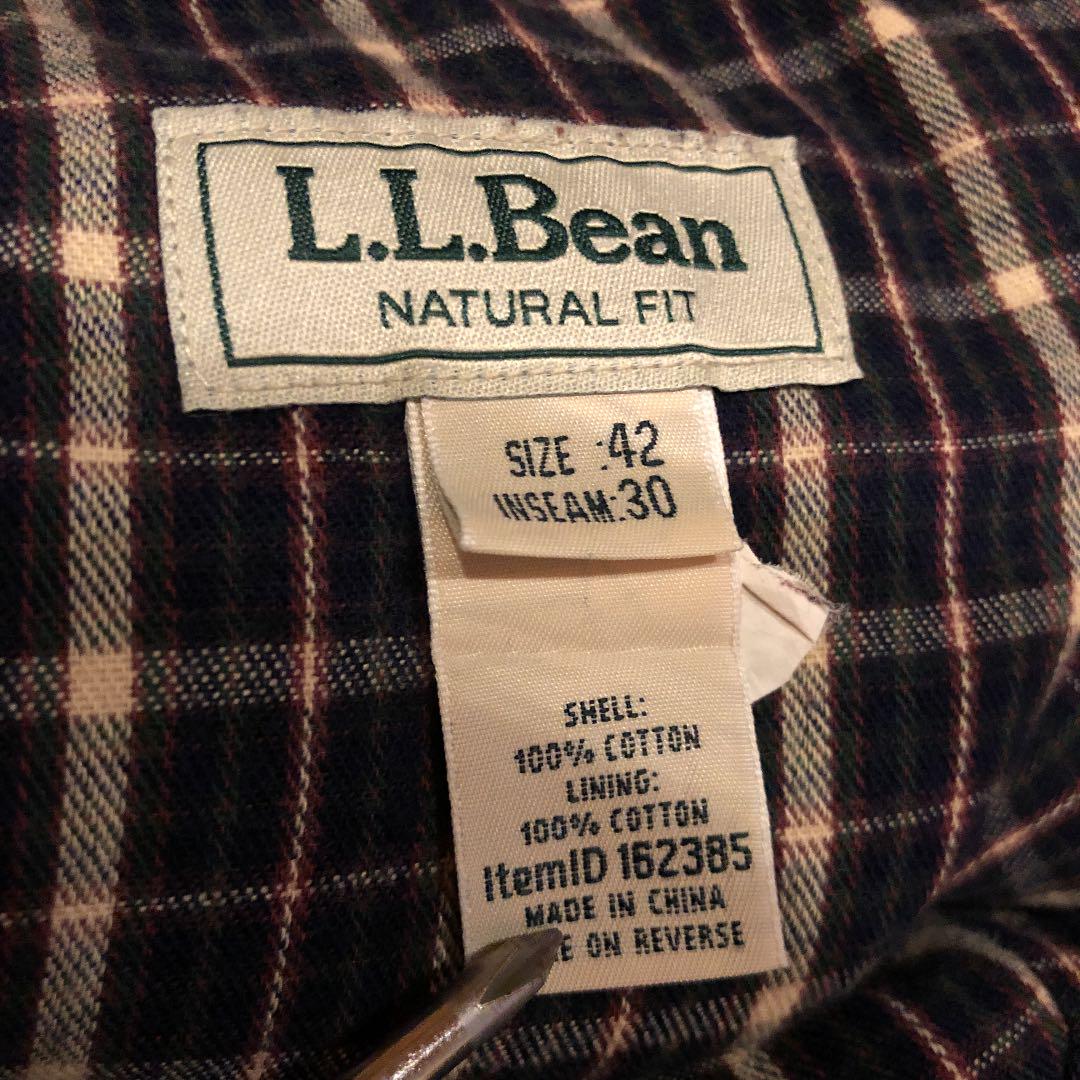 L.L.Bean
NATURAL FIT
SIZE :42
INSEAM:30
SHELL:
100% COTTON
LINING:
100% COTTON
ItemID 162385
MADE IN CHINA
ON REVERSE